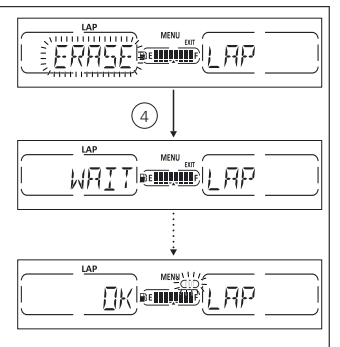 LAP MENU
EXIT
ERASE E F LAP
4
LAP MENU
EXIT
WAIT E F LAP
LAP MENU
OK E F LAP